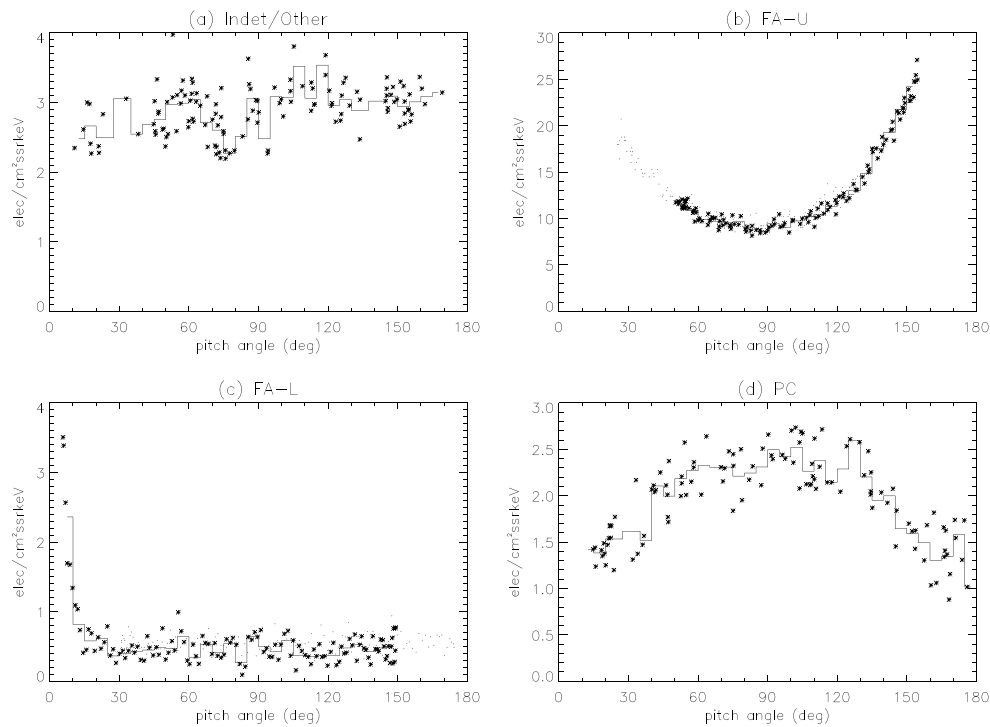 (a) Indet/Other
4
3
2
1
0
elec/cm²ssrkeV
0 30 60 90 120 150 180
pitch angle (deg)
(b) FA-U
30
25
20
15
10
5
0
elec/cm²ssrkeV
0 30 60 90 120 150 180
pitch angle (deg)
(c) FA-L
4
3
2
1
0
elec/cm²ssrkeV
0 30 60 90 120 150 180
pitch angle (deg)
(d) PC
3.0
2.5
2.0
1.5
1.0
0.5
0.0
elec/cm²ssrkeV
0 30 60 90 120 150 180
pitch angle (deg)